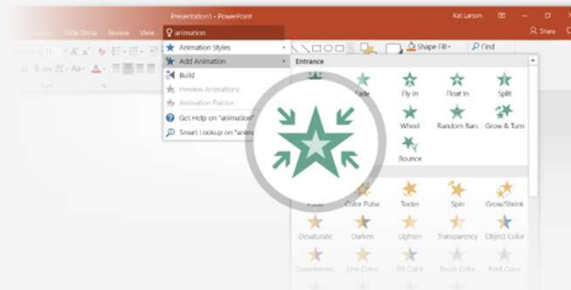 Presentation1 - PowerPoint
Kat Larson
Slide Show Review View animation
Share
Animation Styles
Shape Fill
Find
Add Animation
Entrance
Build
Preview Animations
Fade Fly In Float In Split
Animation Painter
Get Help on "animation"
Wheel Random Bars Grow & Turn
Smart Lookup on "anim
Bounce
Pulse Color Pulse Teeter Spin Grow/Shrink
Desaturate Darken Lighten Transparency Object Color
Complement... Line Color Fill Color Brush Color Font Color